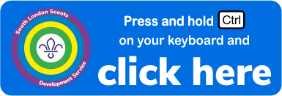 South London Scouts
Development Service
Press and hold Ctrl
on your keyboard and
click here